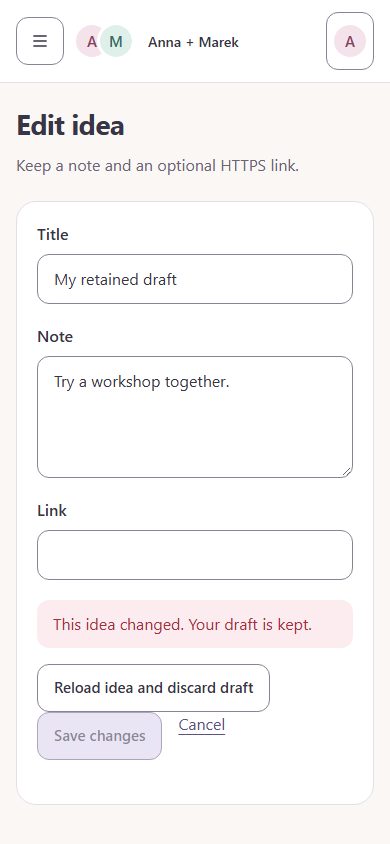 A M Anna + Marek A
Edit idea
Keep a note and an optional HTTPS link.
Title
My retained draft
Note
Try a workshop together.
Link
This idea changed. Your draft is kept.
Reload idea and discard draft
Save changes Cancel